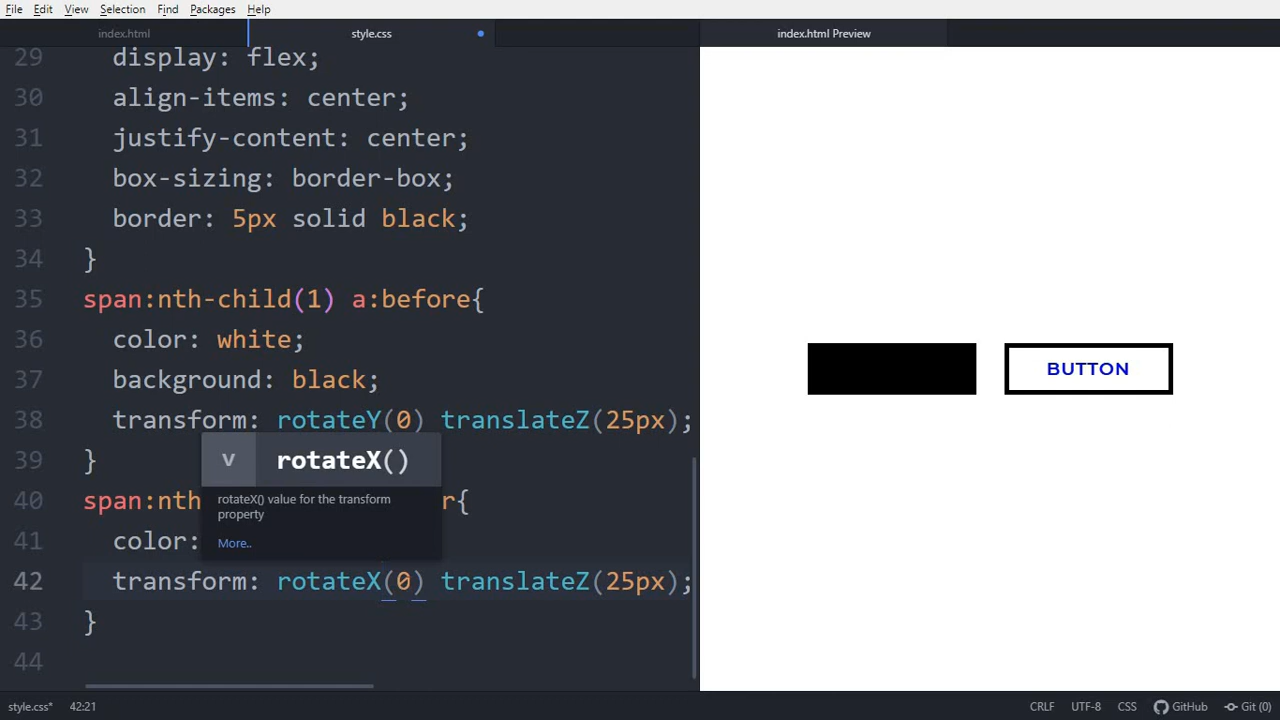 File Edit View Selection Find Packages Help
index.html
style.css
index.html Preview
29 display: flex;
30 align-items: center;
31 justify-content: center;
32 box-sizing: border-box;
33 border: 5px solid black;
34 }
35 span:nth-child(1) a:before{
36 color: white;
37 background: black;
38 transform: rotateY(0) translateZ(25px);
39 }
40 span:nth r{
41 color:
42 transform: rotateX(0) translateZ(25px);
43 }
44
v rotateX()
rotateX() value for the transform
property
More..
BUTTON
style.css* 42:21 CRLF UTF-8 CSS GitHub Git (0)